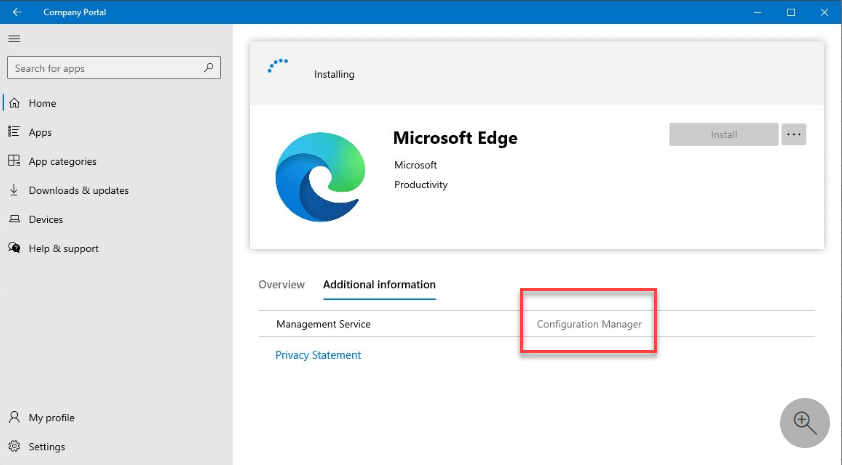 Company Portal
Search for apps
Home
Apps
App categories
Downloads & updates
Devices
Help & support
My profile
Settings
Installing
Microsoft Edge
Microsoft
Productivity
Install
Overview Additional information
Management Service Configuration Manager
Privacy Statement